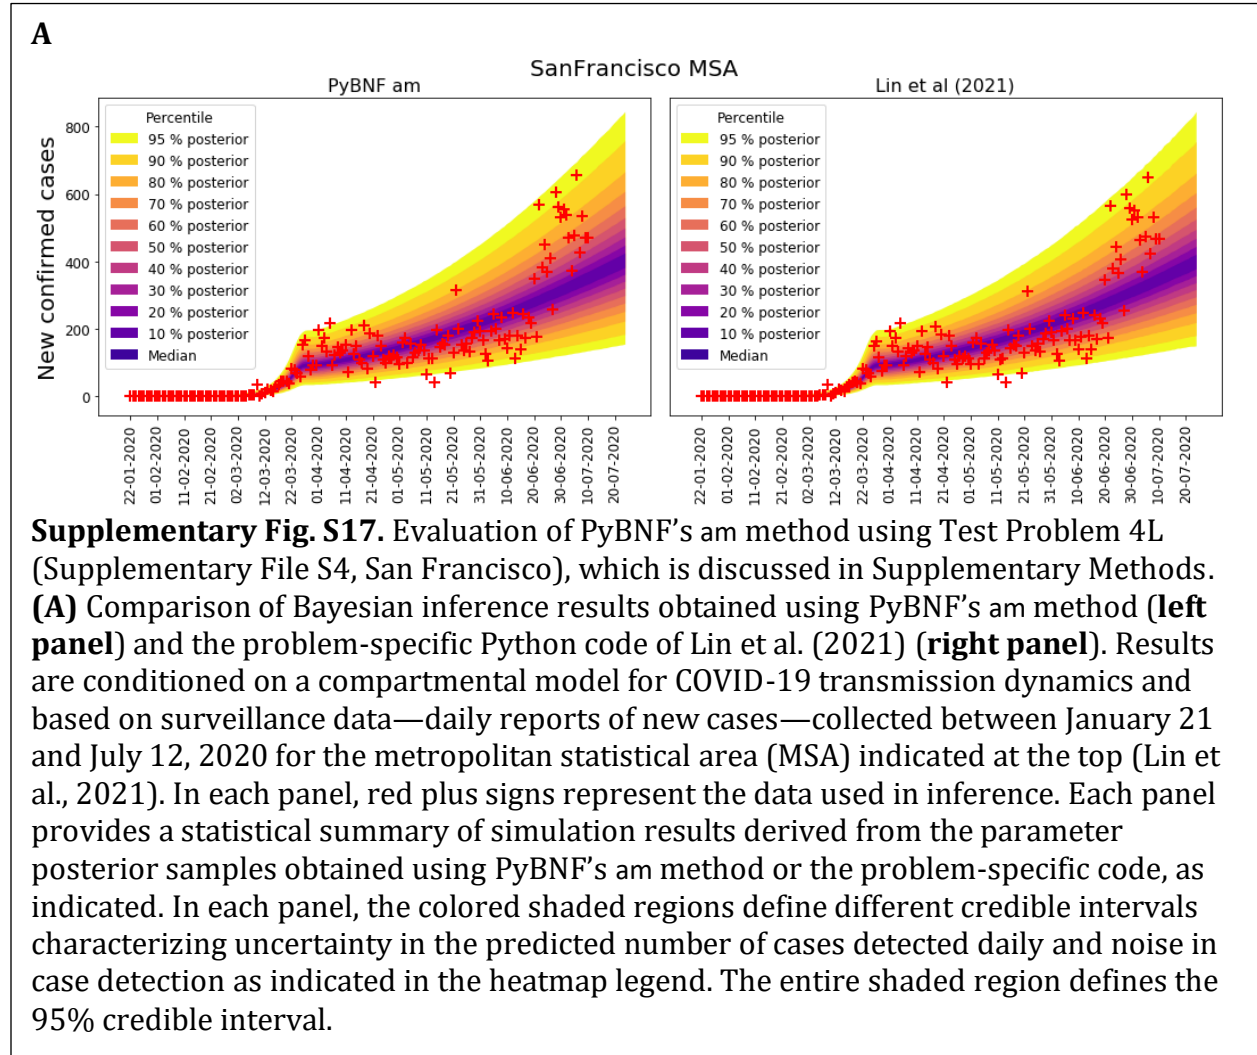 A
SanFrancisco MSA
PyBNF am
Lin et al (2021)
New confirmed cases
800
600
400
200
0
Percentile
95 % posterior
90 % posterior
80 % posterior
70 % posterior
60 % posterior
50 % posterior
40 % posterior
30 % posterior
20 % posterior
10 % posterior
Median
Percentile
95 % posterior
90 % posterior
80 % posterior
70 % posterior
60 % posterior
50 % posterior
40 % posterior
30 % posterior
20 % posterior
10 % posterior
Median
22-01-2020
01-02-2020
11-02-2020
21-02-2020
02-03-2020
12-03-2020
22-03-2020
01-04-2020
11-04-2020
21-04-2020
01-05-2020
11-05-2020
21-05-2020
31-05-2020
10-06-2020
20-06-2020
30-06-2020
10-07-2020
20-07-2020
22-01-2020
01-02-2020
11-02-2020
21-02-2020
02-03-2020
12-03-2020
22-03-2020
01-04-2020
11-04-2020
21-04-2020
01-05-2020
11-05-2020
21-05-2020
31-05-2020
10-06-2020
20-06-2020
30-06-2020
10-07-2020
20-07-2020
Supplementary Fig. S17. Evaluation of PyBNF's am method using Test Problem 4L
(Supplementary File S4, San Francisco), which is discussed in Supplementary Methods.
(A) Comparison of Bayesian inference results obtained using PyBNF's am method (left
panel) and the problem-specific Python code of Lin et al. (2021) (right panel). Results
are conditioned on a compartmental model for COVID-19 transmission dynamics and
based on surveillance data—daily reports of new cases—collected between January 21
and July 12, 2020 for the metropolitan statistical area (MSA) indicated at the top (Lin et
al., 2021). In each panel, red plus signs represent the data used in inference. Each panel
provides a statistical summary of simulation results derived from the parameter
posterior samples obtained using PyBNF's am method or the problem-specific code, as
indicated. In each panel, the colored shaded regions define different credible intervals
characterizing uncertainty in the predicted number of cases detected daily and noise in
case detection as indicated in the heatmap legend. The entire shaded region defines the
95% credible interval.